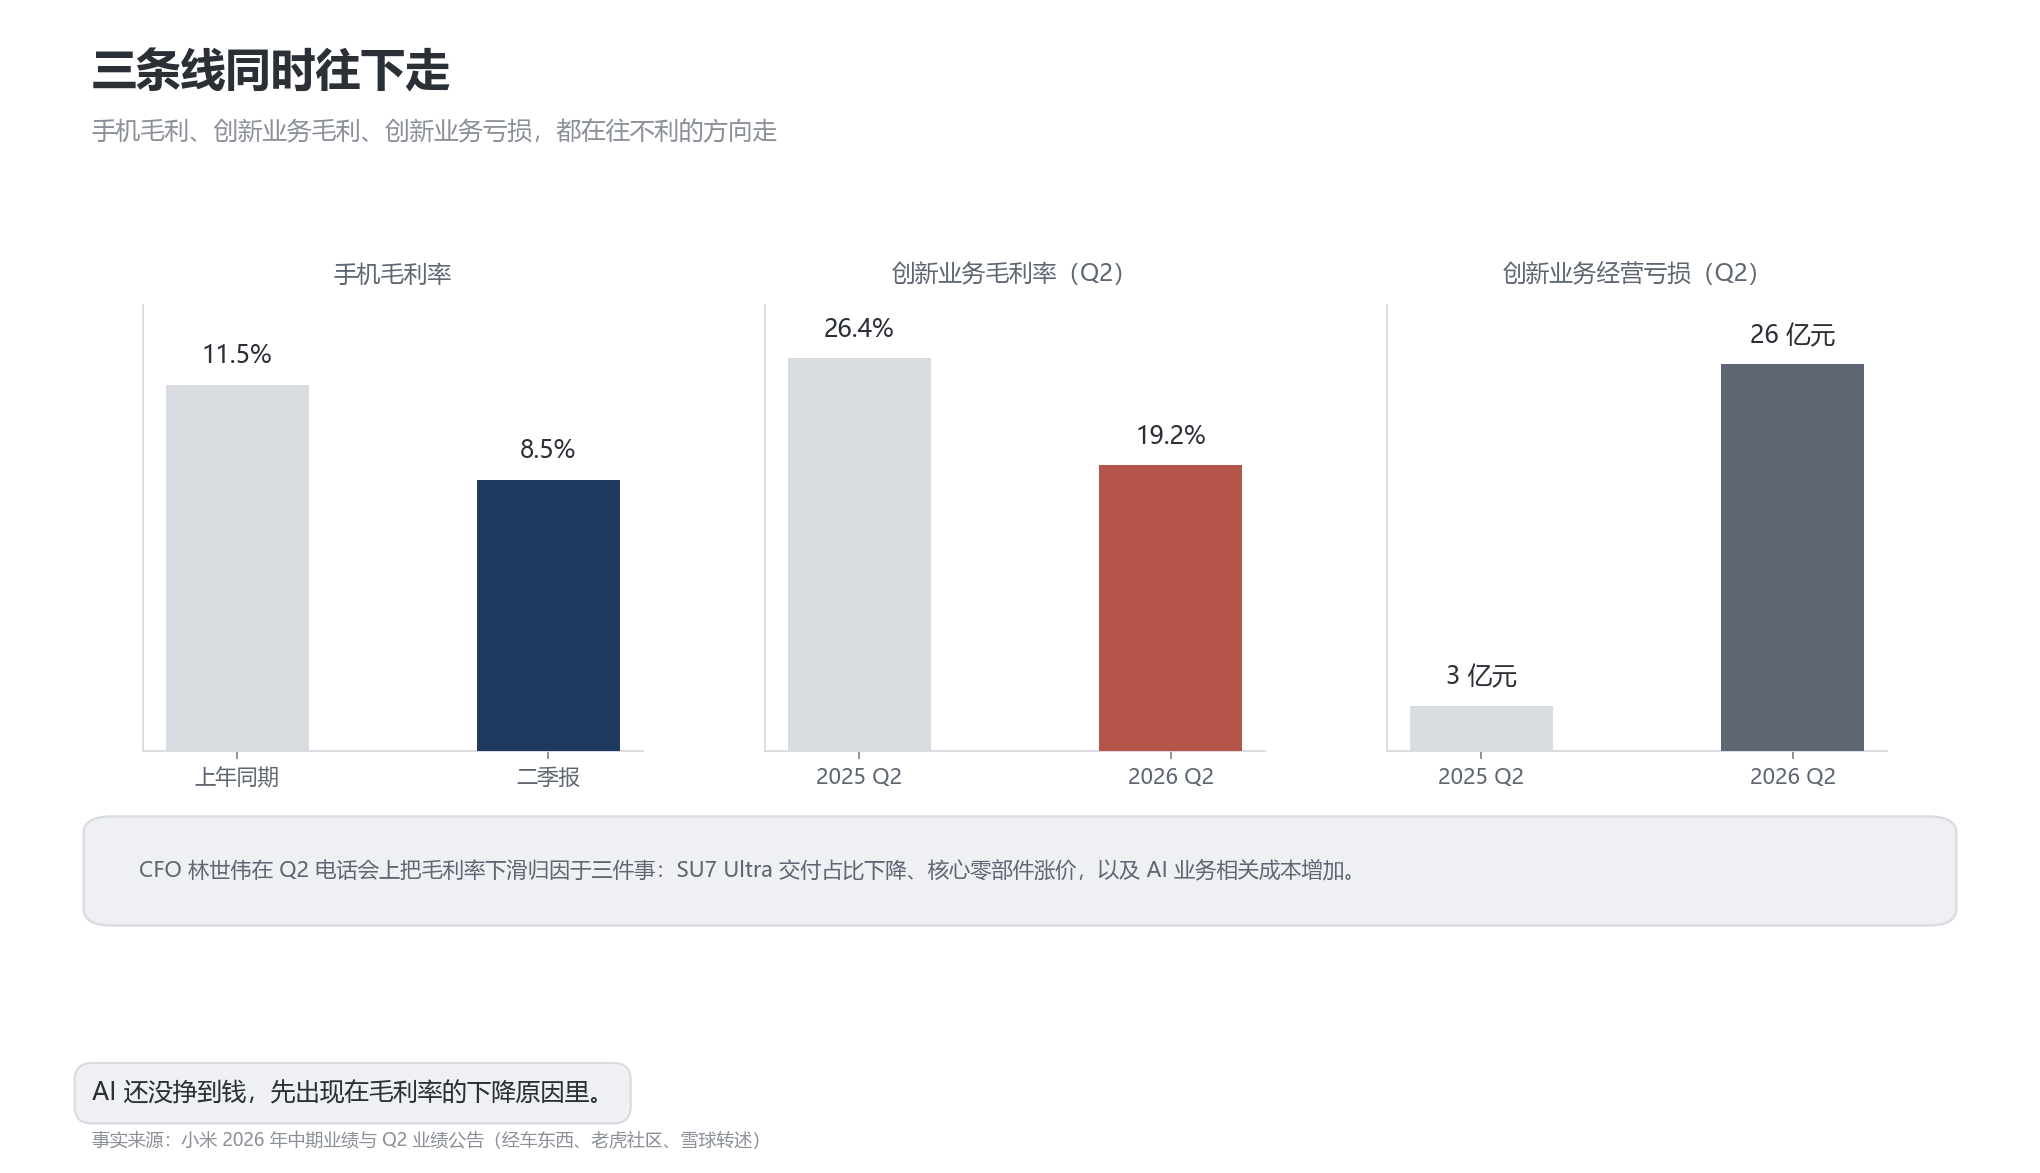 三条线同时往下走
手机毛利、创新业务毛利、创新业务亏损，都在往不利的方向走
手机毛利率
11.5%
8.5%
上年同期
二季报
创新业务毛利率（Q2）
26.4%
19.2%
2025 Q2
2026 Q2
创新业务经营亏损（Q2）
3 亿元
26 亿元
2025 Q2
2026 Q2
CFO 林世伟在 Q2 电话会上把毛利率下滑归因于三件事：SU7 Ultra 交付占比下降、核心零部件涨价，以及 AI 业务相关成本增加。
AI 还没挣到钱，先出现在毛利率的下降原因里。
事实来源：小米 2026 年中期业绩与 Q2 业绩公告（经车东西、老虎社区、雪球转述）